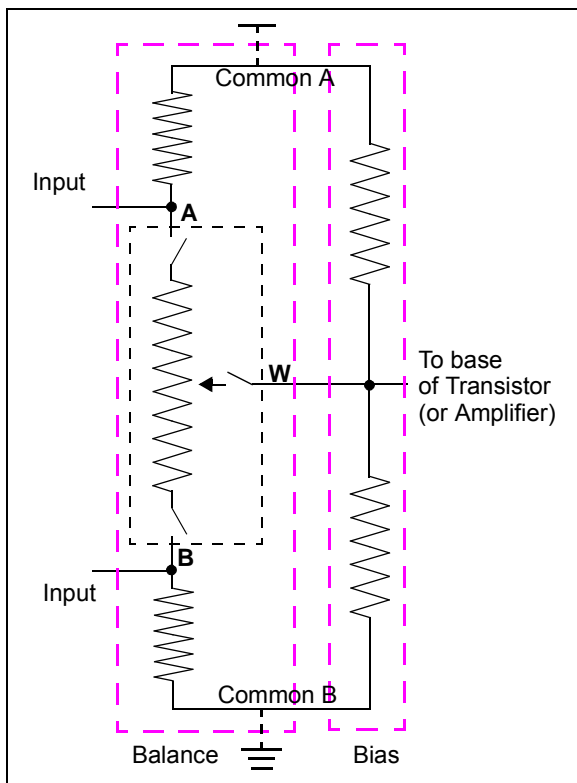 Common A
Input
A
W
To base
of Transistor
(or Amplifier)
B
Input
Common B
Balance Bias